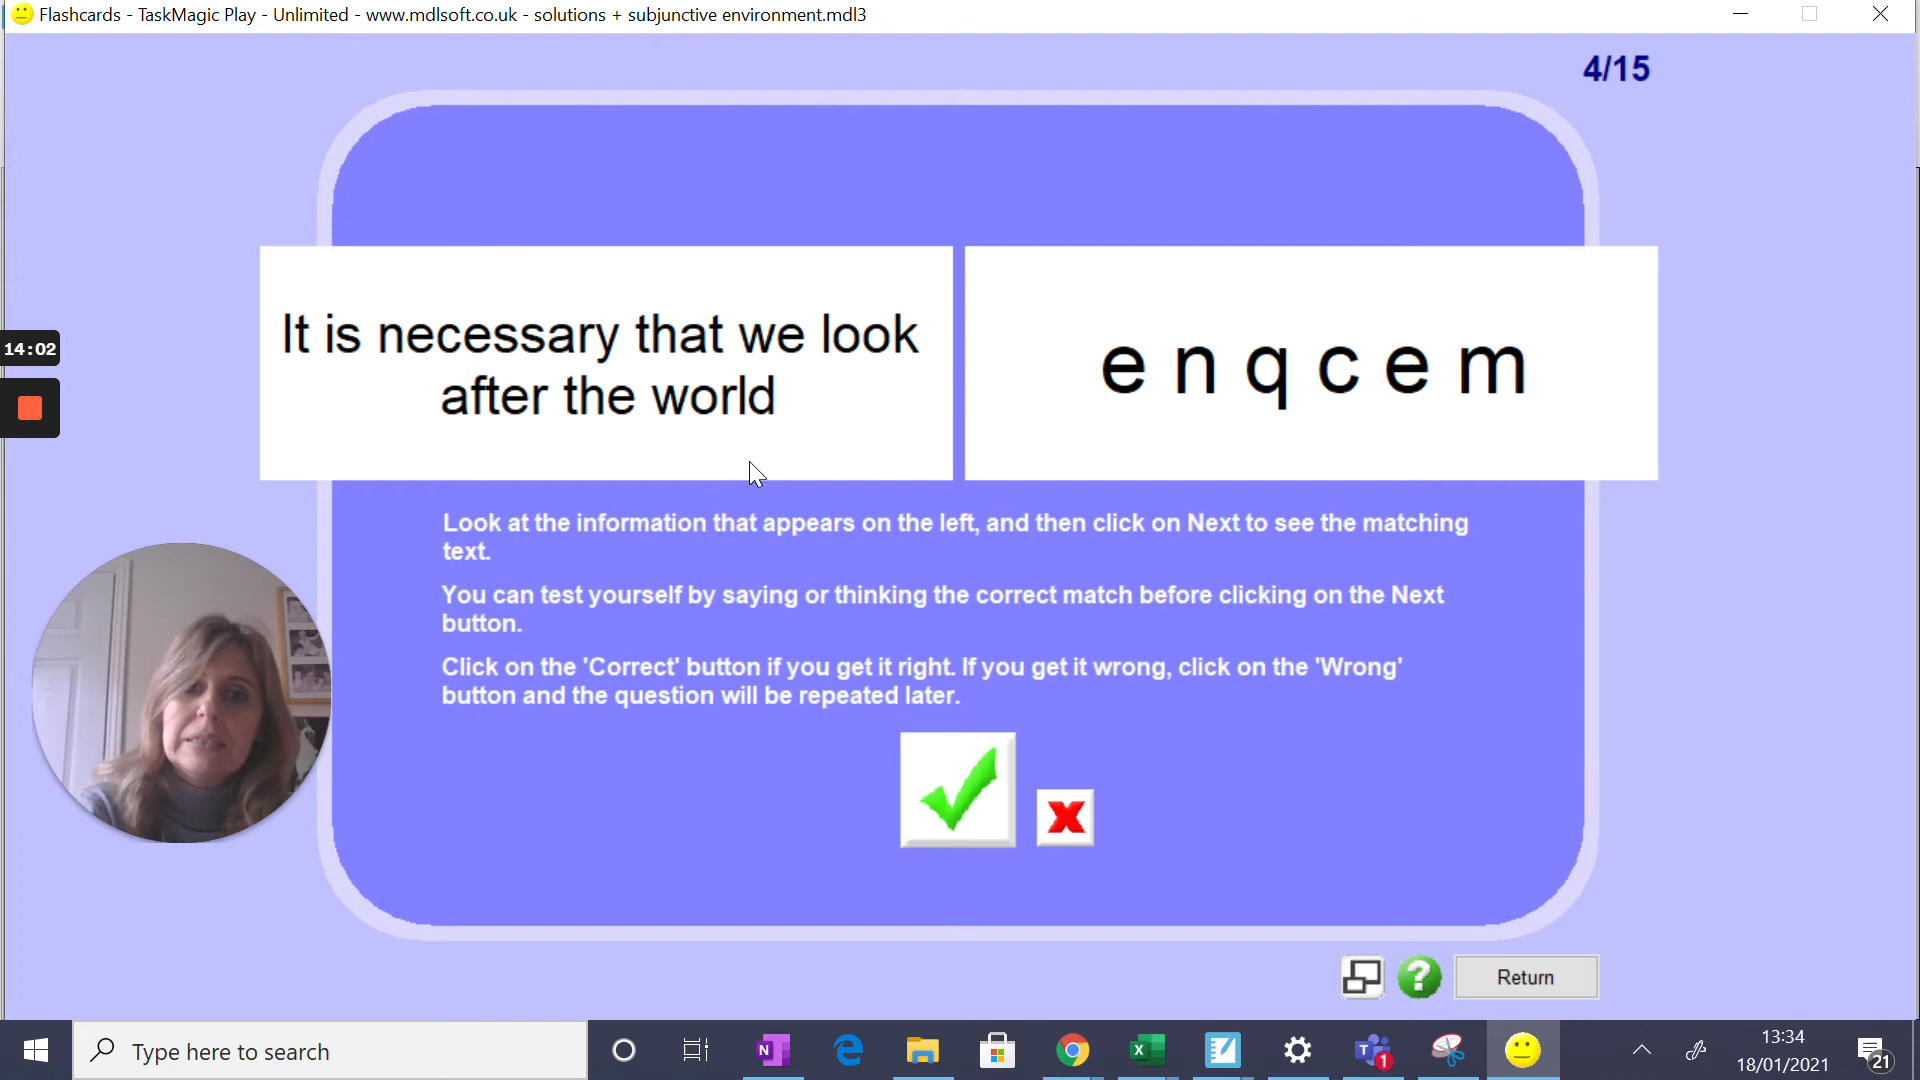 Flashcards - TaskMagic Play - Unlimited - www.mdlsoft.co.uk - solutions + subjunctive environment.mdl3
4/15
It is necessary that we look
after the world
e n q c e m
14:02
Look at the information that appears on the left, and then click on Next to see the matching
text.
You can test yourself by saying or thinking the correct match before clicking on the Next
button.
Click on the 'Correct' button if you get it right. If you get it wrong, click on the 'Wrong'
button and the question will be repeated later.
Return
Type here to search
N
X
T
1
13:34
18/01/2021
21